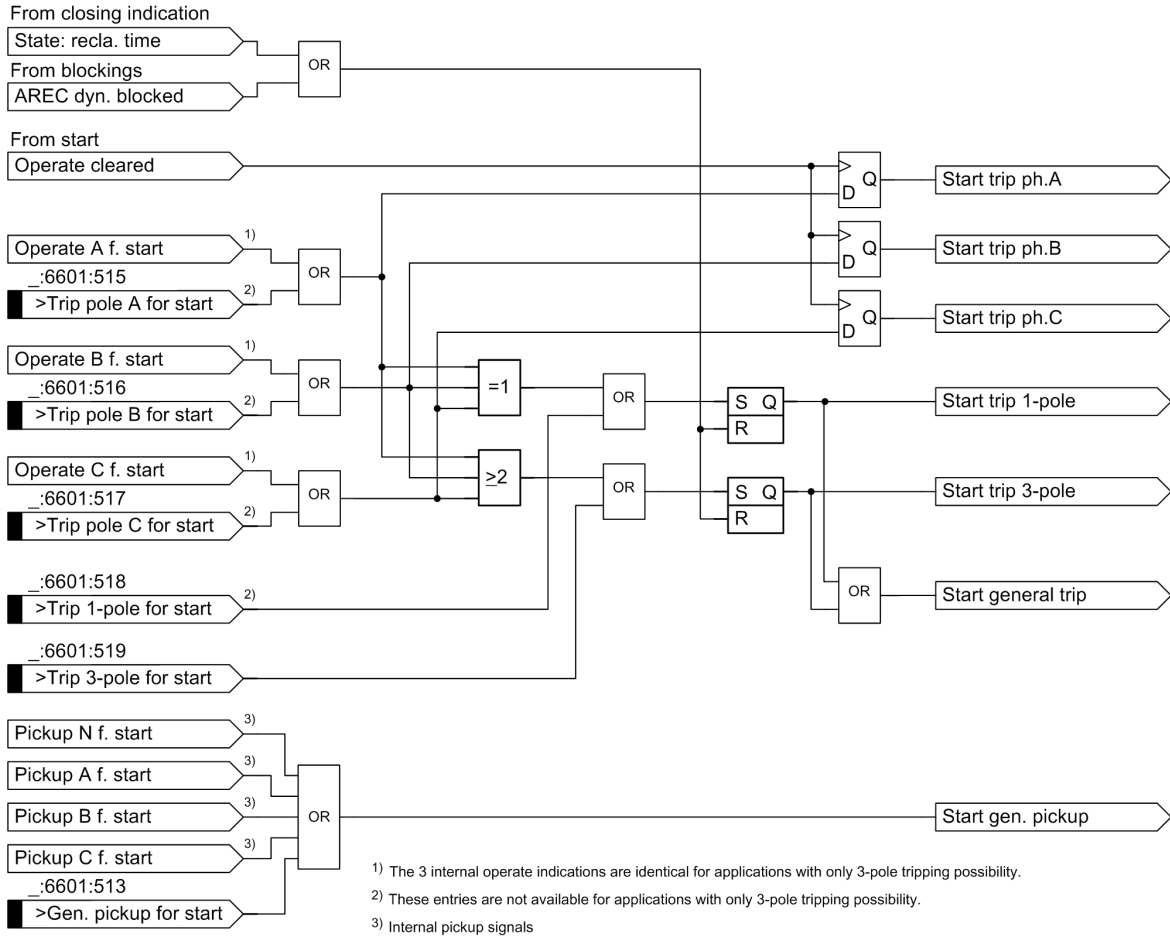 From closing indication
State: recla. time
OR
From blockings
AREC dyn. blocked
From start
Operate cleared
> Q
D
Start trip ph.A
Operate A f. start
1)
OR
_:6601:515
>Trip pole A for start
2)
> Q
D
Start trip ph.B
> Q
D
Start trip ph.C
Operate B f. start
1)
OR
_:6601:516
>Trip pole B for start
2)
=1
OR
S Q
R
Start trip 1-pole
Operate C f. start
1)
OR
_:6601:517
>Trip pole C for start
2)
≥2
OR
S Q
R
Start trip 3-pole
_:6601:518
>Trip 1-pole for start
2)
OR
Start general trip
_:6601:519
>Trip 3-pole for start
Pickup N f. start
3)
Pickup A f. start
3)
Pickup B f. start
3)
OR
Start gen. pickup
Pickup C f. start
3)
_:6601:513
>Gen. pickup for start
1) The 3 internal operate indications are identical for applications with only 3-pole tripping possibility.
2) These entries are not available for applications with only 3-pole tripping possibility.
3) Internal pickup signals